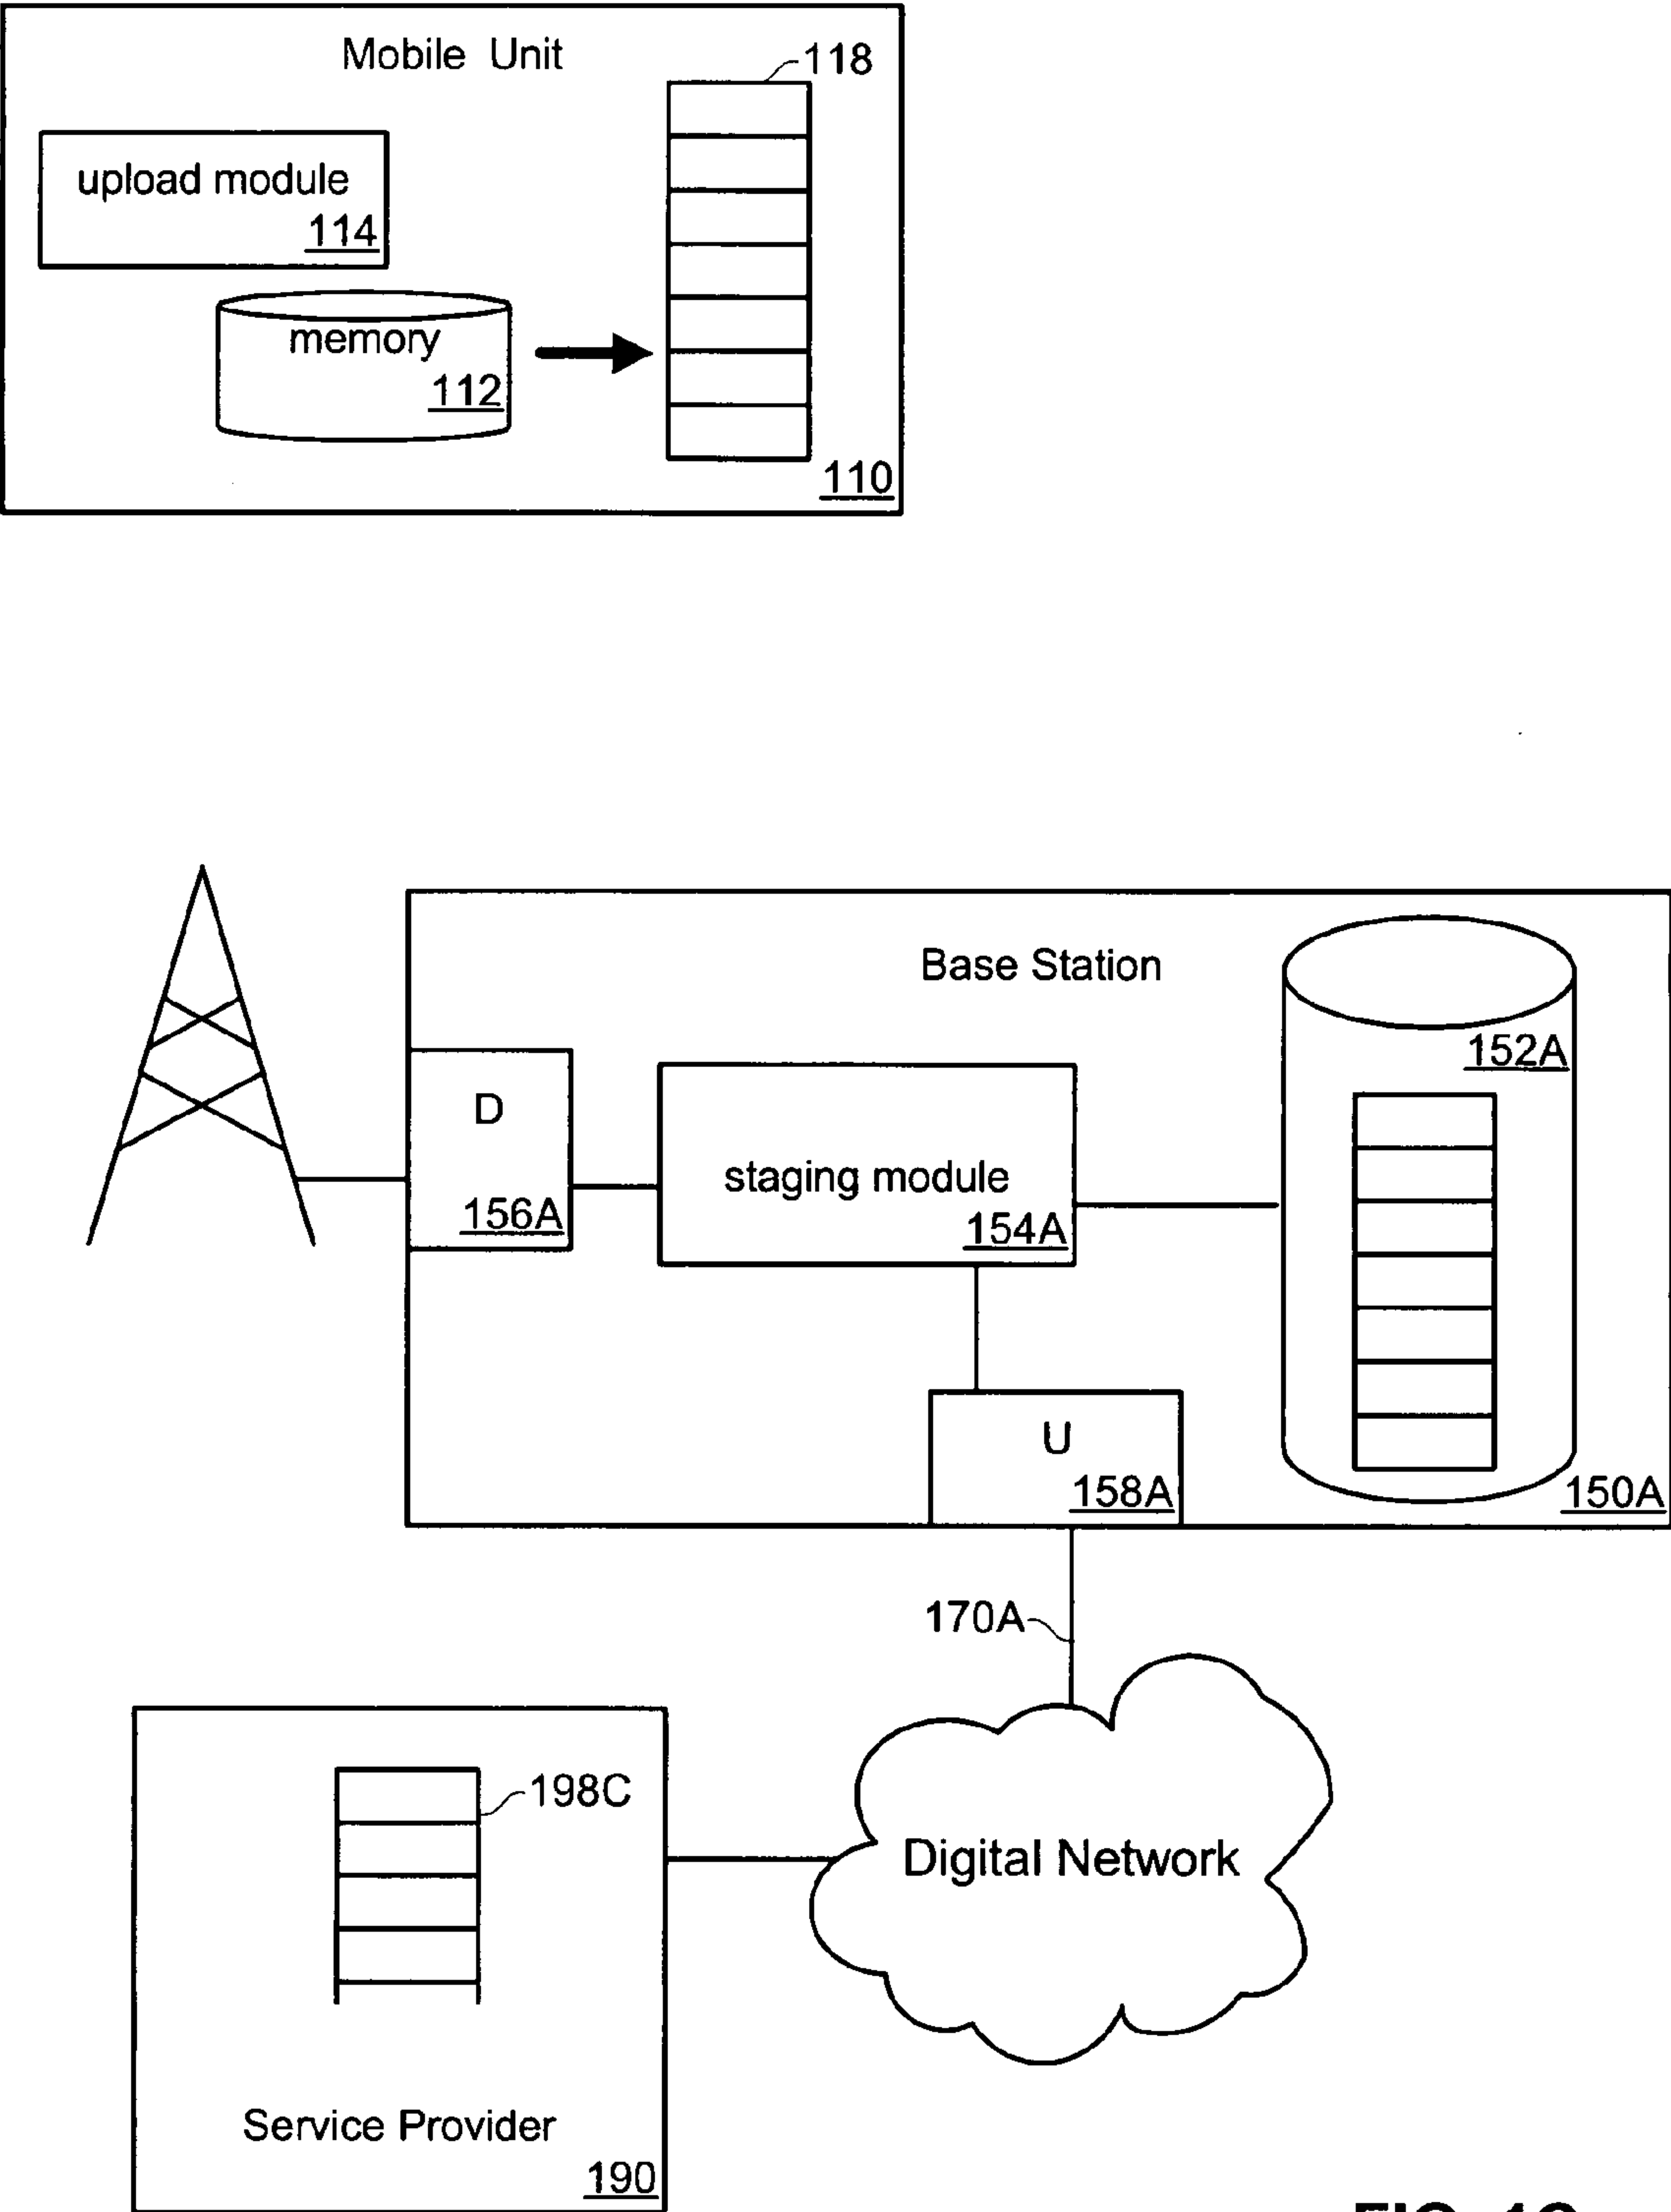 Mobile Unit
118
upload module
114
memory
112
110
Base Station
152A
D
156A
staging module
154A
U
158A
150A
170A
198C
Digital Network
Service Provider
190